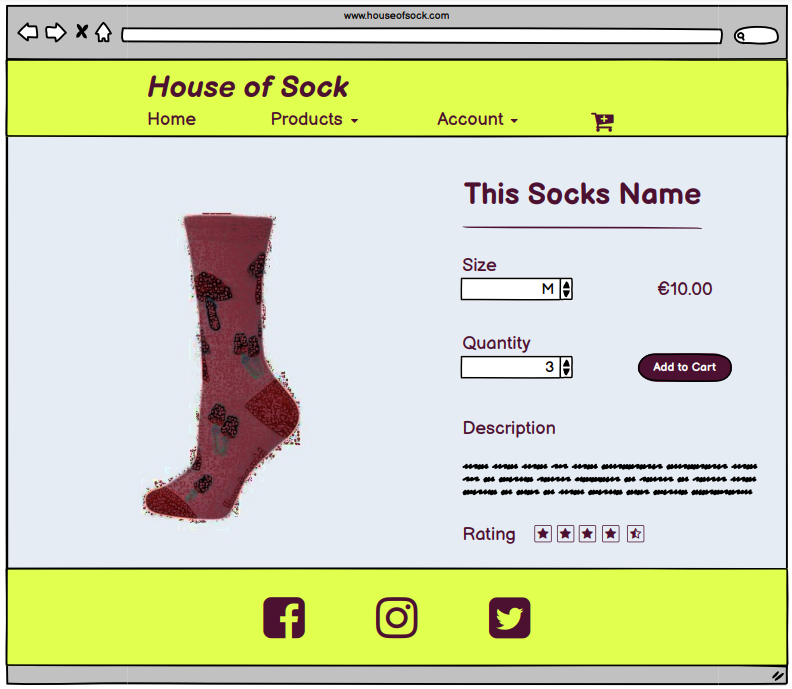 www.houseofsock.com
House of Sock
Home Products Account
This Socks Name
Size
M €10.00
Quantity
3 Add to Cart
Description
Rating